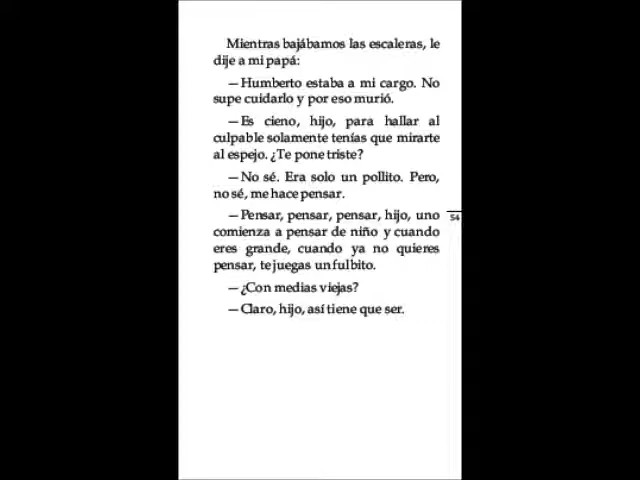 Mientras bajábamos las escaleras, le
dije a mi papá:
—Humberto estaba a mi cargo. No
supe cuidarlo y por eso murió.
—Es cieno, hijo, para hallar al
culpable solamente tenías que mirarte
al espejo. ¿Te pone triste?
—No sé. Era solo un pollito. Pero,
no sé, me hace pensar.
—Pensar, pensar, pensar, hijo, uno
comienza a pensar de niño y cuando
eres grande, cuando ya no quieres
pensar, te juegas un fulbito.
—¿Con medias viejas?
—Claro, hijo, así tiene que ser.
54